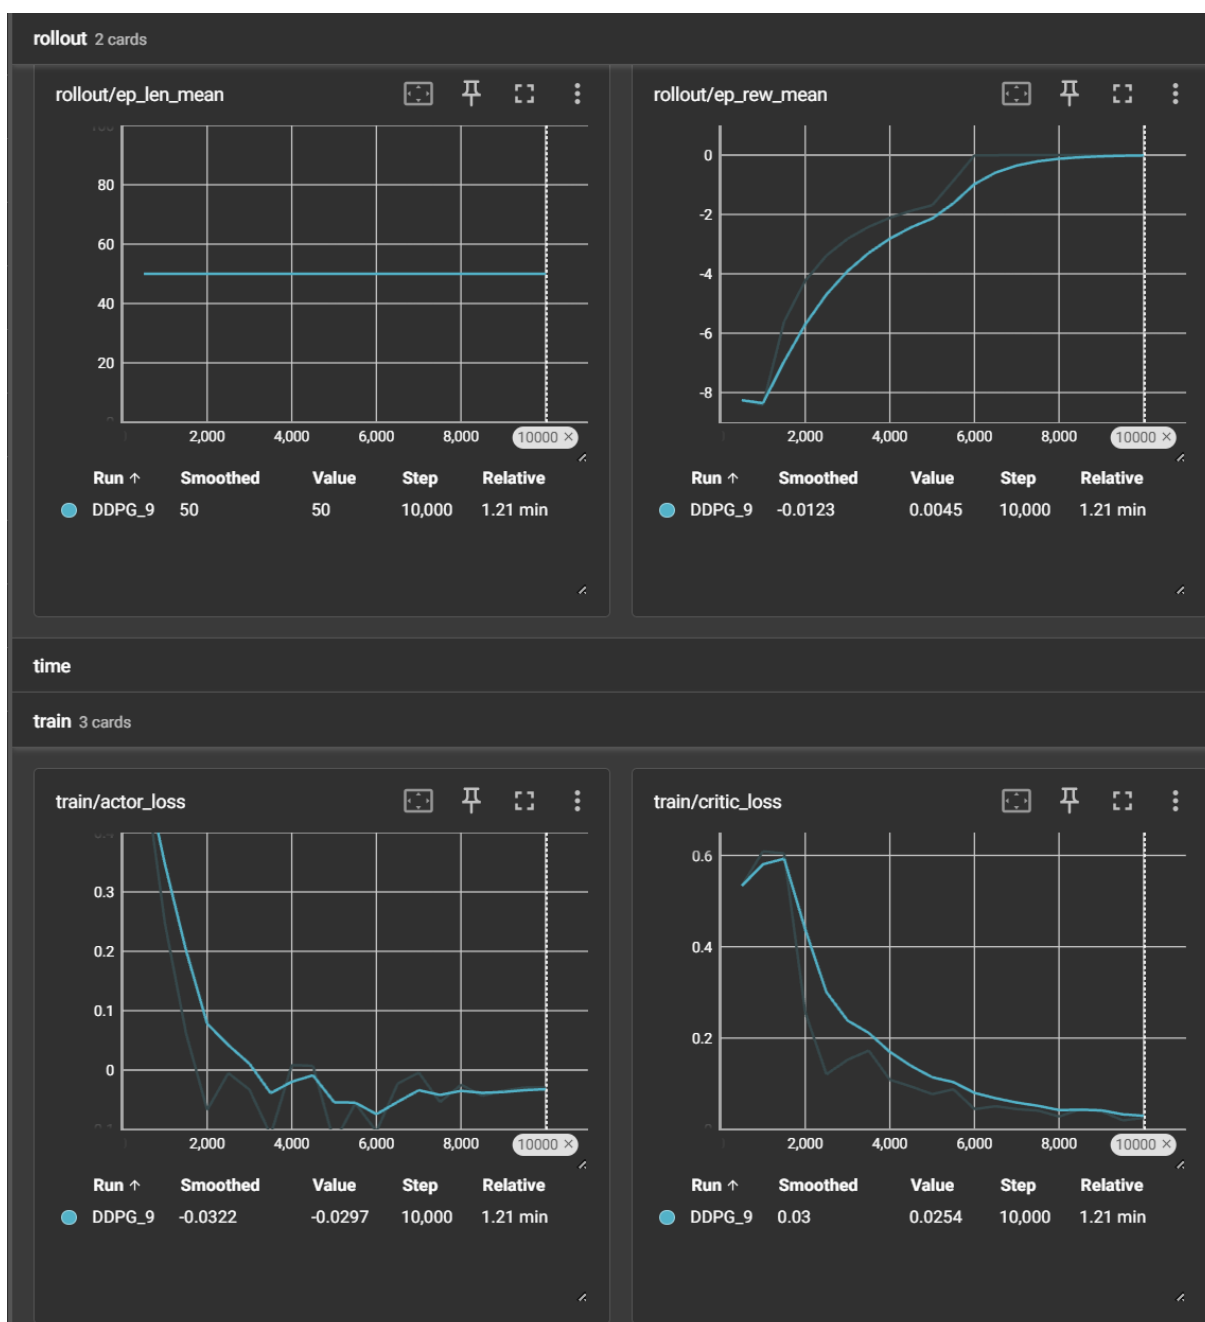 rollout 2 cards
rollout/ep_len_mean
80
60
40
20
2,000 4,000 6,000 8,000 10000 ×
Run ↑ Smoothed Value Step Relative
DDPG_9 50 50 10,000 1.21 min
rollout/ep_rew_mean
0
-2
-4
-6
-8
2,000 4,000 6,000 8,000 10000 ×
Run ↑ Smoothed Value Step Relative
DDPG_9 -0.0123 0.0045 10,000 1.21 min
time
train 3 cards
train/actor_loss
0.3
0.2
0.1
0
2,000 4,000 6,000 8,000 10000 ×
Run ↑ Smoothed Value Step Relative
DDPG_9 -0.0322 -0.0297 10,000 1.21 min
train/critic_loss
0.6
0.4
0.2
2,000 4,000 6,000 8,000 10000 ×
Run ↑ Smoothed Value Step Relative
DDPG_9 0.03 0.0254 10,000 1.21 min